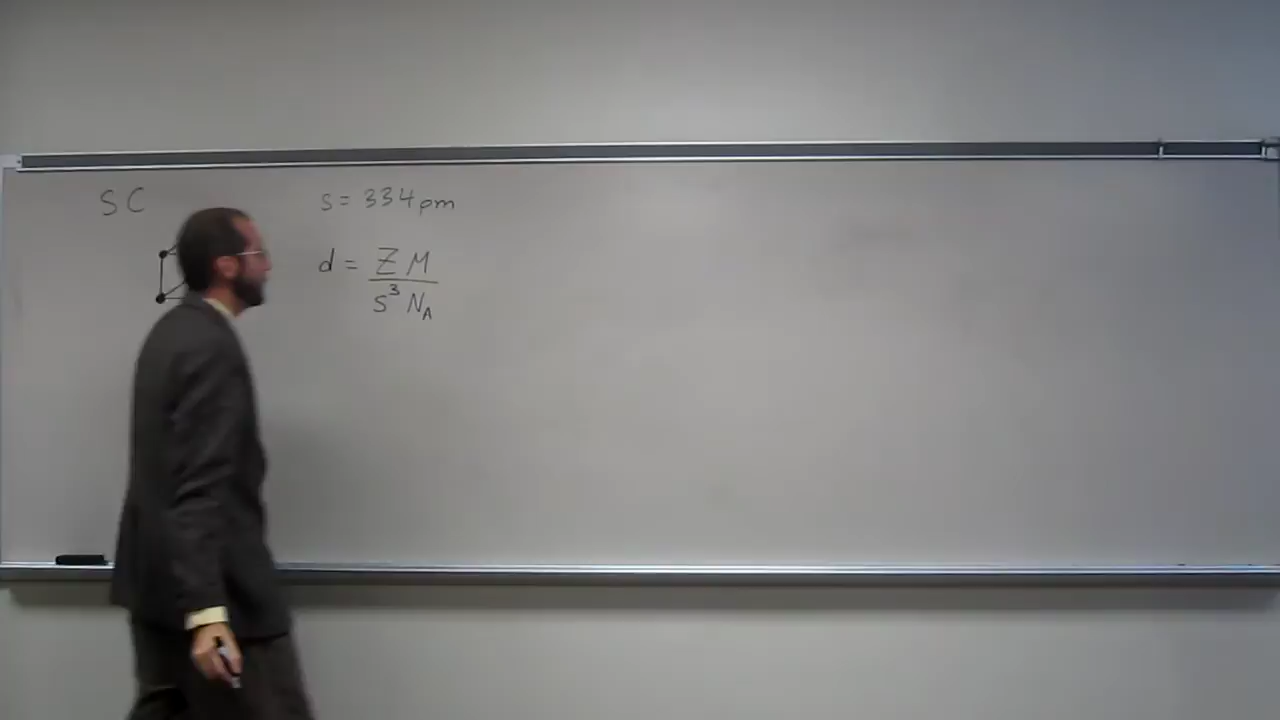 SC
s = 334 pm
d = Z M
s³ N_A